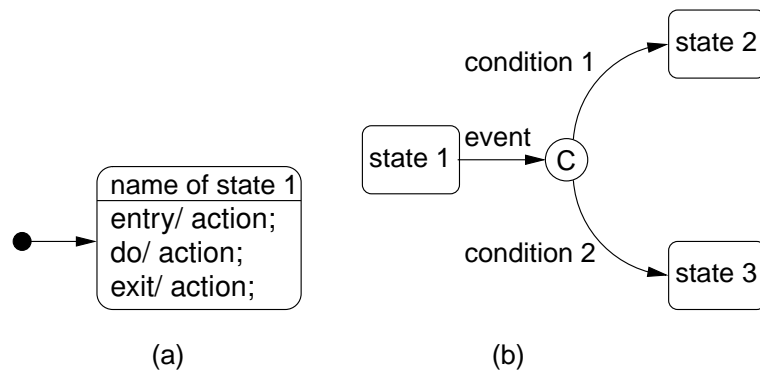 name of state 1
entry/ action;
do/ action;
exit/ action;
(a)
state 1
event
C
condition 1
state 2
condition 2
state 3
(b)